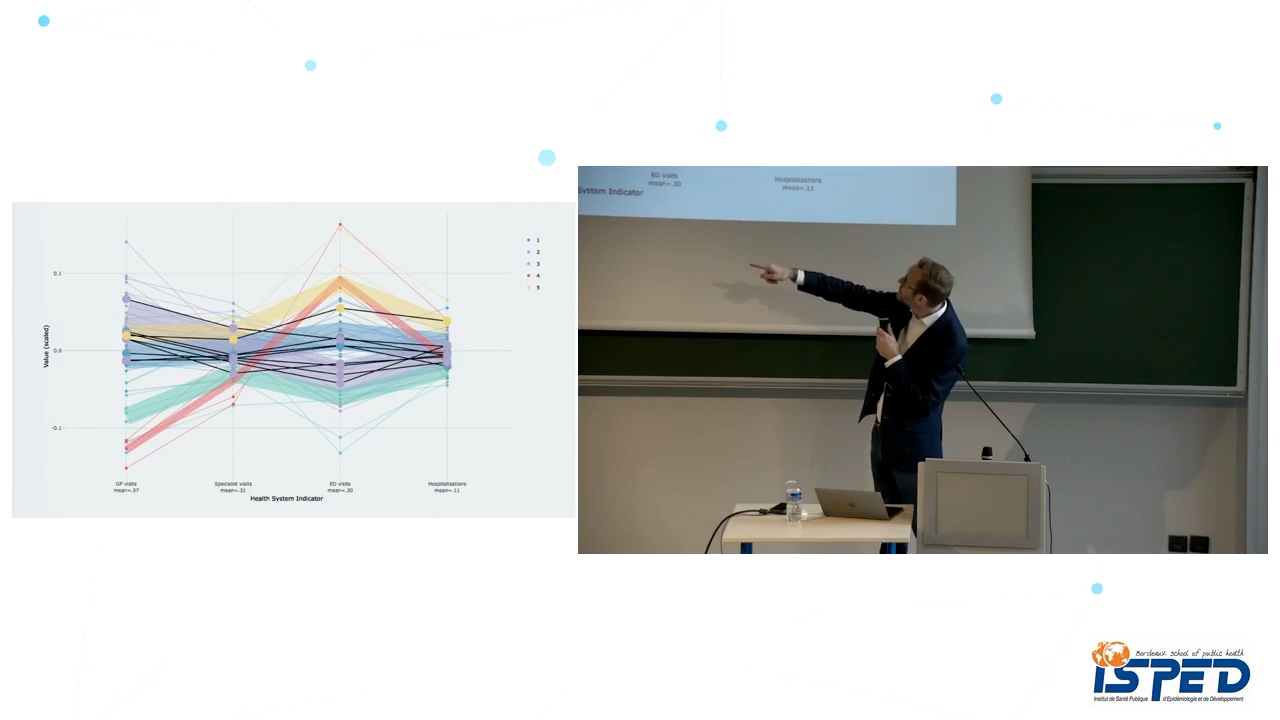 1
2
3
4
5
0.1
0.0
-0.1
Value (scaled)
GP visits
mean=.57
Specialist visits
mean=.31
ED visits
mean=.30
Hospitalizations
mean=.11
Health System Indicator
ED visits
mean=.30
Hospitalizations
mean=.11
System Indicator
Bordeaux school of public health
ISPED
Institut de Santé Publique d'Epidémiologie et de Développement